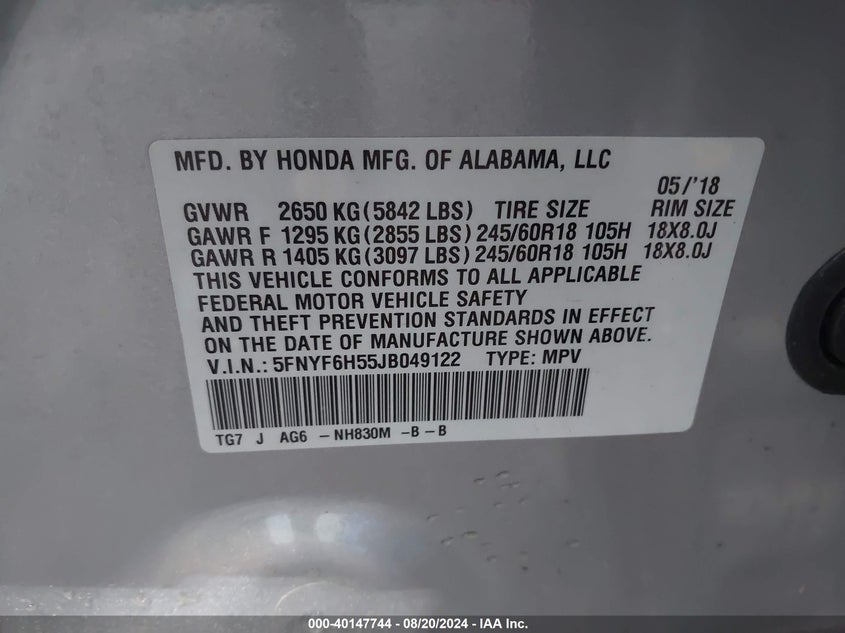 MFD. BY HONDA MFG. OF ALABAMA, LLC
05/'18
GVWR 2650 KG (5842 LBS) TIRE SIZE RIM SIZE
GAWR F 1295 KG (2855 LBS) 245/60R18 105H 18X8.0J
GAWR R 1405 KG (3097 LBS) 245/60R18 105H 18X8.0J
THIS VEHICLE CONFORMS TO ALL APPLICABLE
FEDERAL MOTOR VEHICLE SAFETY
AND THEFT PREVENTION STANDARDS IN EFFECT
ON THE DATE OF MANUFACTURE SHOWN ABOVE.
V.I.N.: 5FNYF6H55JB049122 TYPE: MPV
TG7 J AG6 -NH830M -B-B
000-40147744 / 08/20/2024 - IAA Inc.